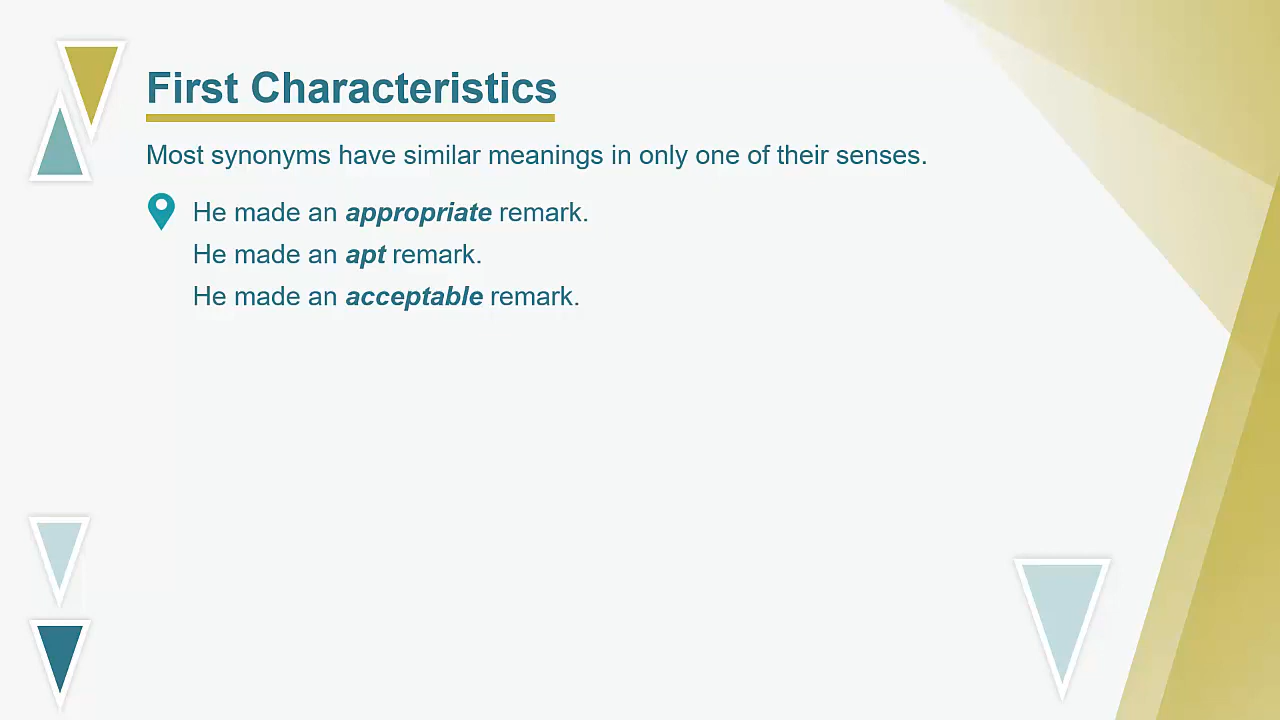 First Characteristics
Most synonyms have similar meanings in only one of their senses.
He made an appropriate remark.
He made an apt remark.
He made an acceptable remark.